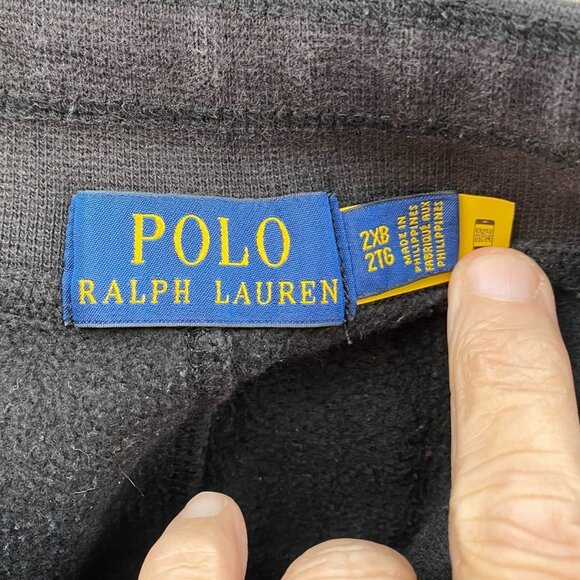 POLO
RALPH LAUREN
2XB
2TG
MADE IN
PHILIPPINES
FABRIQUÉ AUX
PHILIPPINES